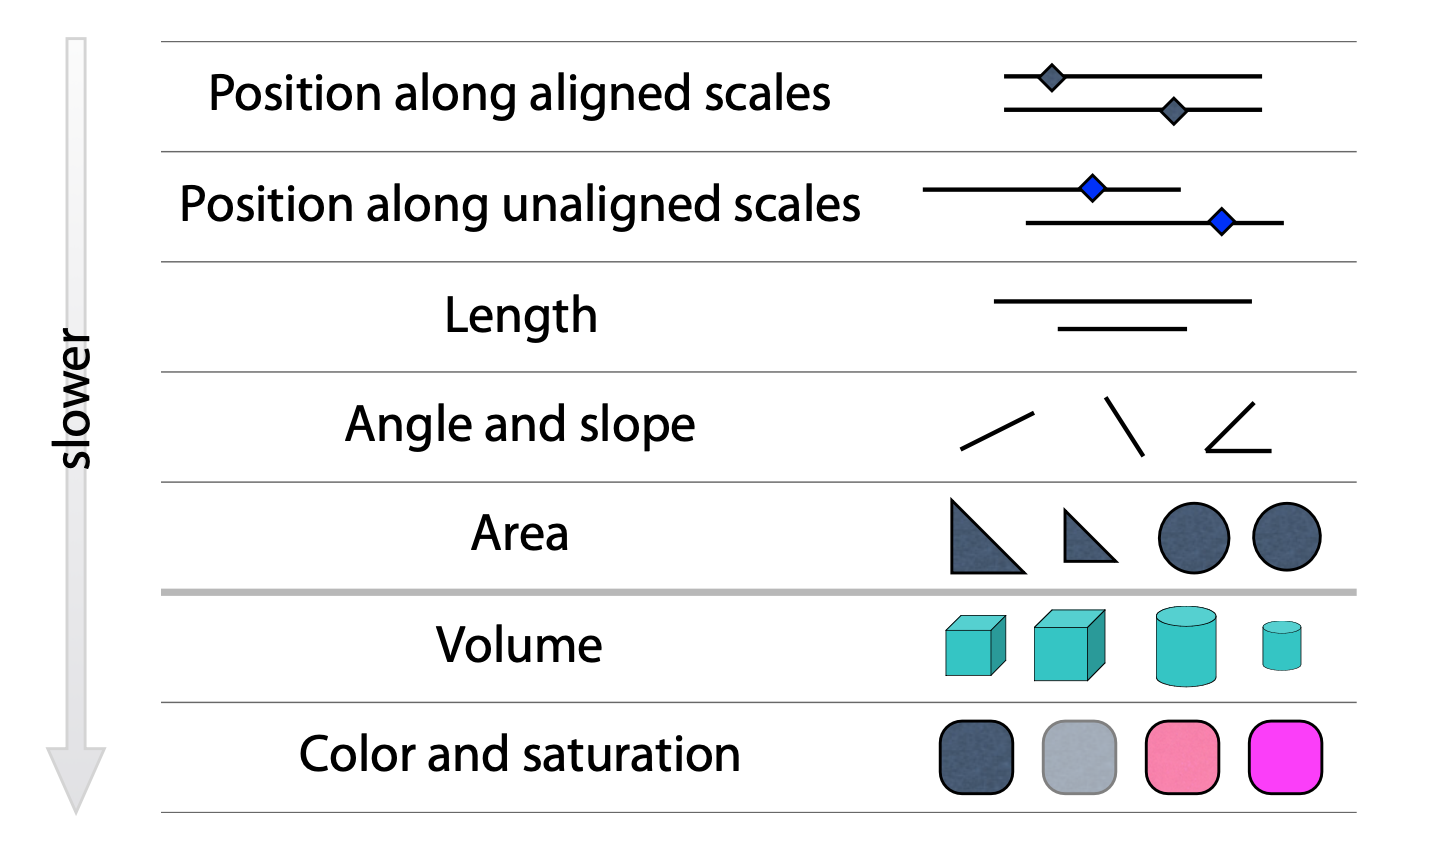 Position along aligned scales
Position along unaligned scales
Length
Angle and slope
Area
Volume
Color and saturation
slower